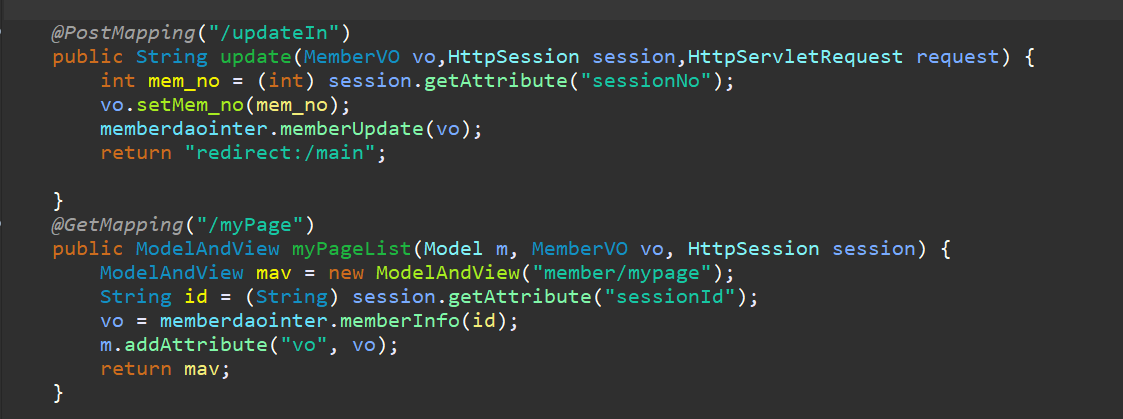 @PostMapping("/updateIn")
public String update(MemberVO vo,HttpSession session,HttpServletRequest request) {
int mem_no = (int) session.getAttribute("sessionNo");
vo.setMem_no(mem_no);
memberdaointer.memberUpdate(vo);
return "redirect:/main";
}
@GetMapping("/myPage")
public ModelAndView myPageList(Model m, MemberVO vo, HttpSession session) {
ModelAndView mav = new ModelAndView("member/mypage");
String id = (String) session.getAttribute("sessionId");
vo = memberdaointer.memberInfo(id);
m.addAttribute("vo", vo);
return mav;
}